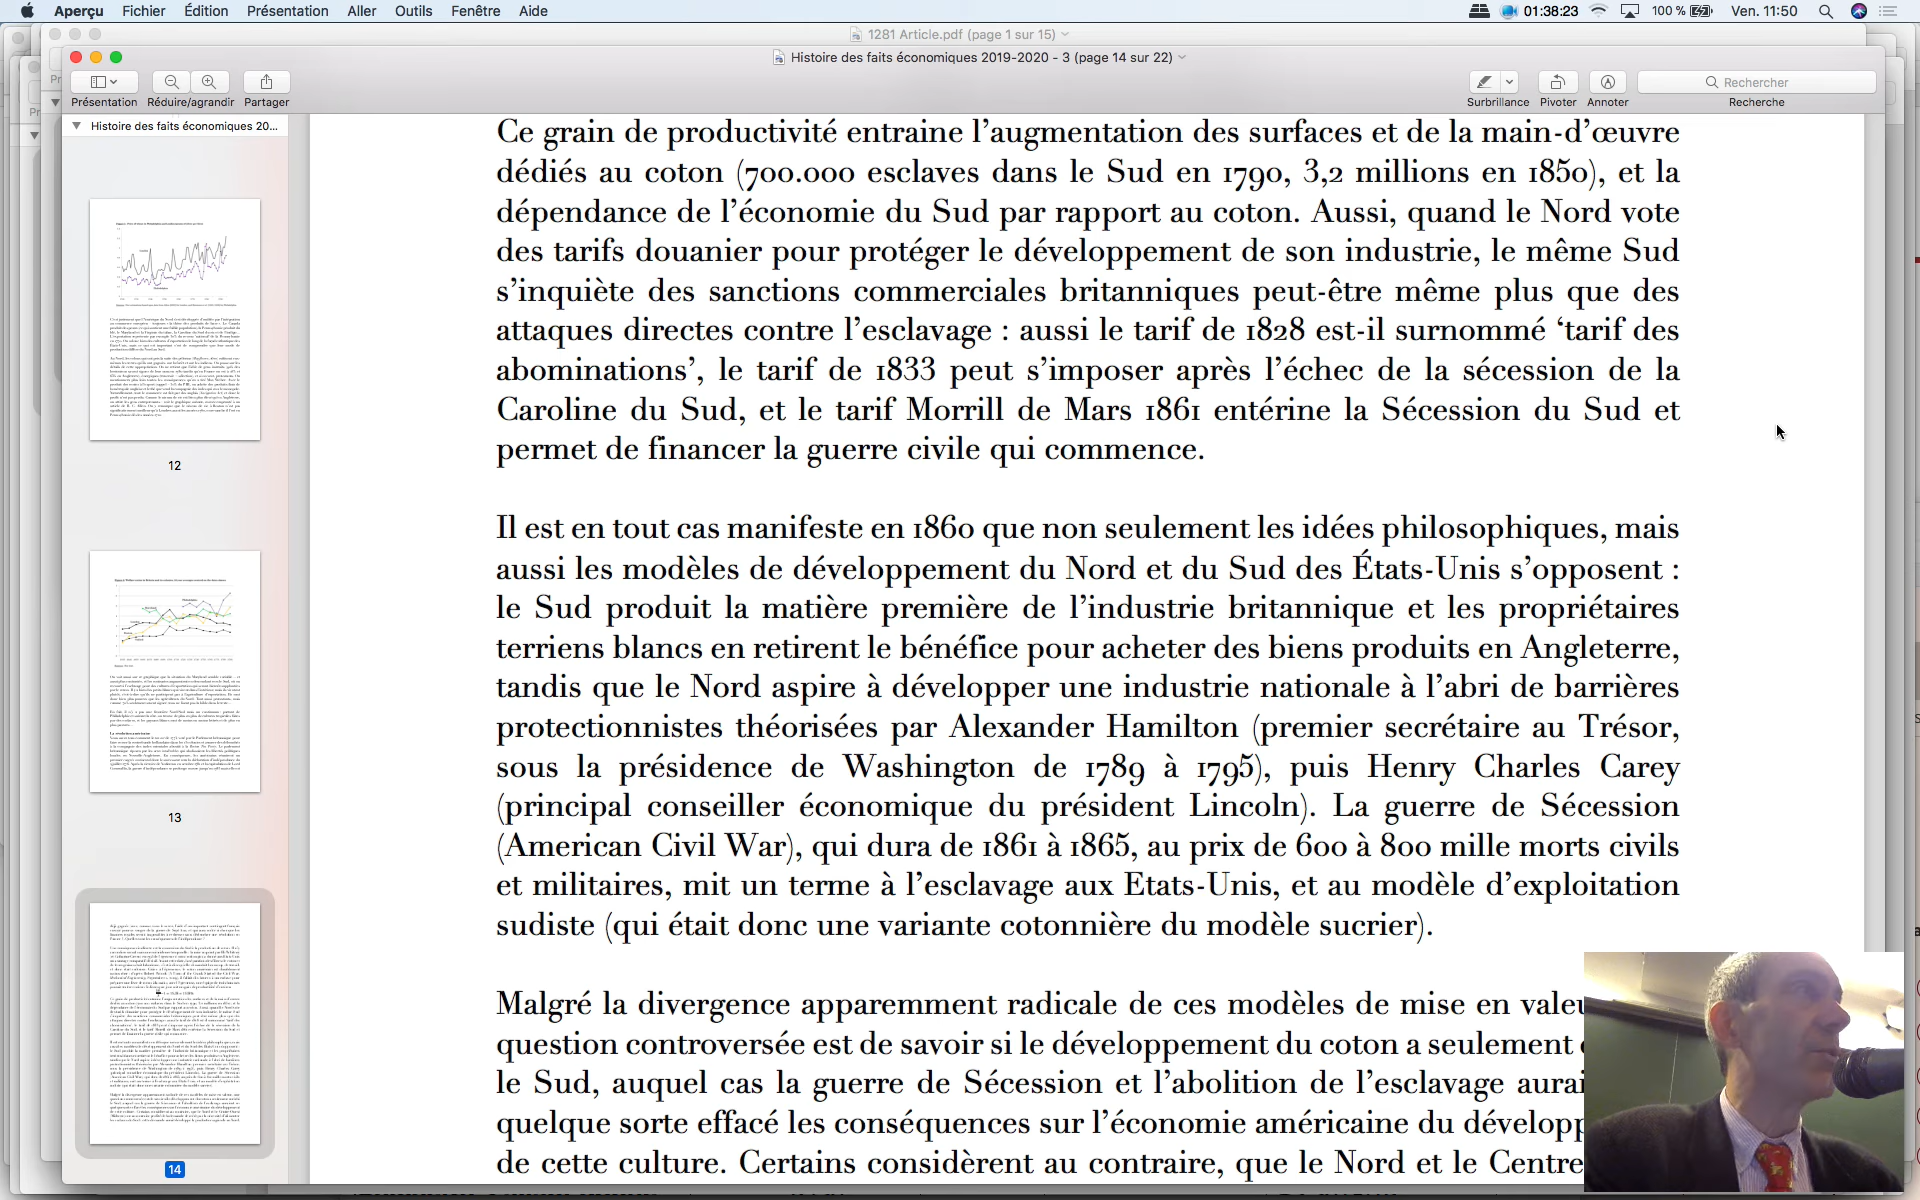 Aperçu Fichier Édition Présentation Aller Outils Fenêtre Aide 01:38:23 100 % Ven. 11:50
1281 Article.pdf (page 1 sur 15)
Histoire des faits économiques 2019-2020 - 3 (page 14 sur 22)
Rechercher
Présentation Réduire/agrandir Partager Surbrillance Pivoter Annoter Recherche
Histoire des faits économiques 20...
12
13
14
Ce grain de productivité entraine l’augmentation des surfaces et de la main-d’œuvre
dédiés au coton (700.000 esclaves dans le Sud en 1790, 3,2 millions en 1850), et la
dépendance de l’économie du Sud par rapport au coton. Aussi, quand le Nord vote
des tarifs douanier pour protéger le développement de son industrie, le même Sud
s’inquiète des sanctions commerciales britanniques peut-être même plus que des
attaques directes contre l’esclavage : aussi le tarif de 1828 est-il surnommé ‘tarif des
abominations’, le tarif de 1833 peut s’imposer après l’échec de la sécession de la
Caroline du Sud, et le tarif Morrill de Mars 1861 entérine la Sécession du Sud et
permet de financer la guerre civile qui commence.
Il est en tout cas manifeste en 1860 que non seulement les idées philosophiques, mais
aussi les modèles de développement du Nord et du Sud des États-Unis s’opposent :
le Sud produit la matière première de l’industrie britannique et les propriétaires
terriens blancs en retirent le bénéfice pour acheter des biens produits en Angleterre,
tandis que le Nord aspire à développer une industrie nationale à l’abri de barrières
protectionnistes théorisées par Alexander Hamilton (premier secrétaire au Trésor,
sous la présidence de Washington de 1789 à 1795), puis Henry Charles Carey
(principal conseiller économique du président Lincoln). La guerre de Sécession
(American Civil War), qui dura de 1861 à 1865, au prix de 600 à 800 mille morts civils
et militaires, mit un terme à l’esclavage aux Etats-Unis, et au modèle d’exploitation
sudiste (qui était donc une variante cotonnière du modèle sucrier).
Malgré la divergence apparemment radicale de ces modèles de mise en valeu
question controversée est de savoir si le développement du coton a seulement
le Sud, auquel cas la guerre de Sécession et l’abolition de l’esclavage aurai
quelque sorte effacé les conséquences sur l’économie américaine du développ
de cette culture. Certains considèrent au contraire, que le Nord et le Centre